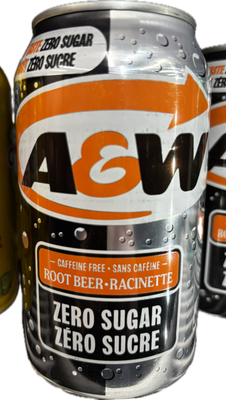 ZERO SUGAR
ZÉRO SUCRE
A&W
CAFFEINE FREE • SANS CAFÉINE
ROOT BEER • RACINETTE
ZERO SUGAR
ZÉRO SUCRE